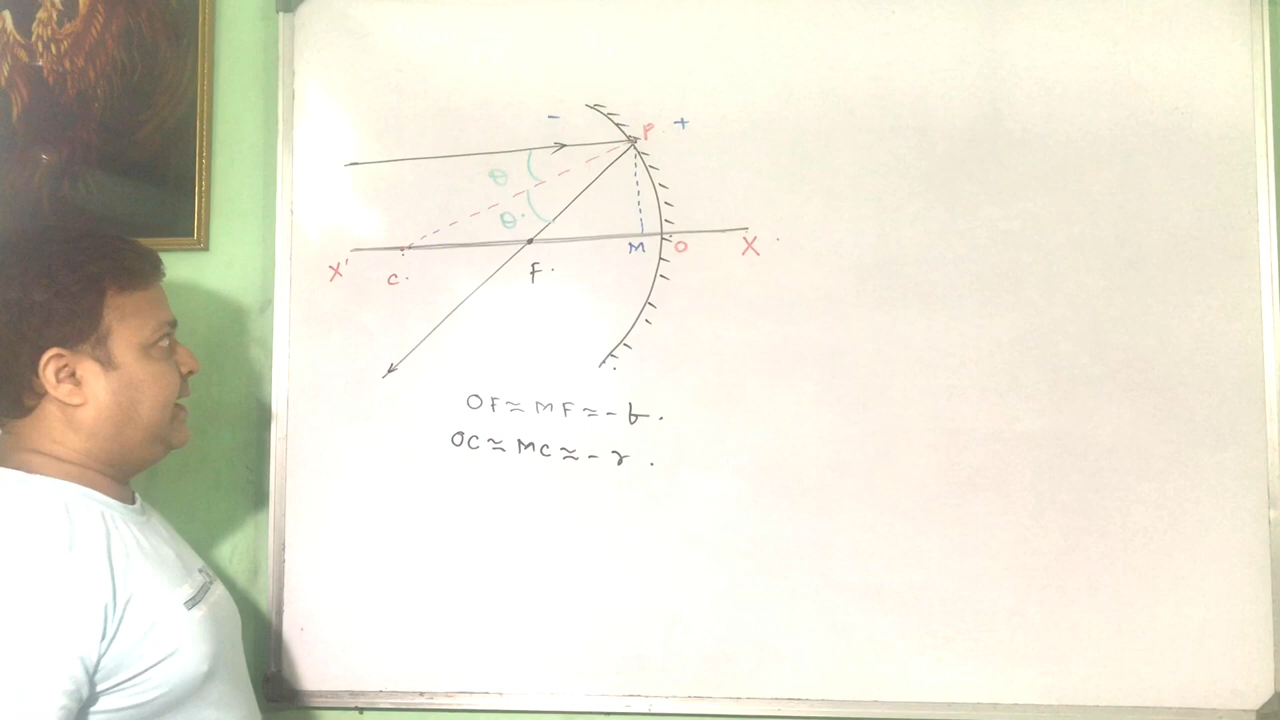 - P +
θ
θ
X' C. F. M O X
OF ≈ MF ≈ - f.
OC ≈ MC ≈ - r.